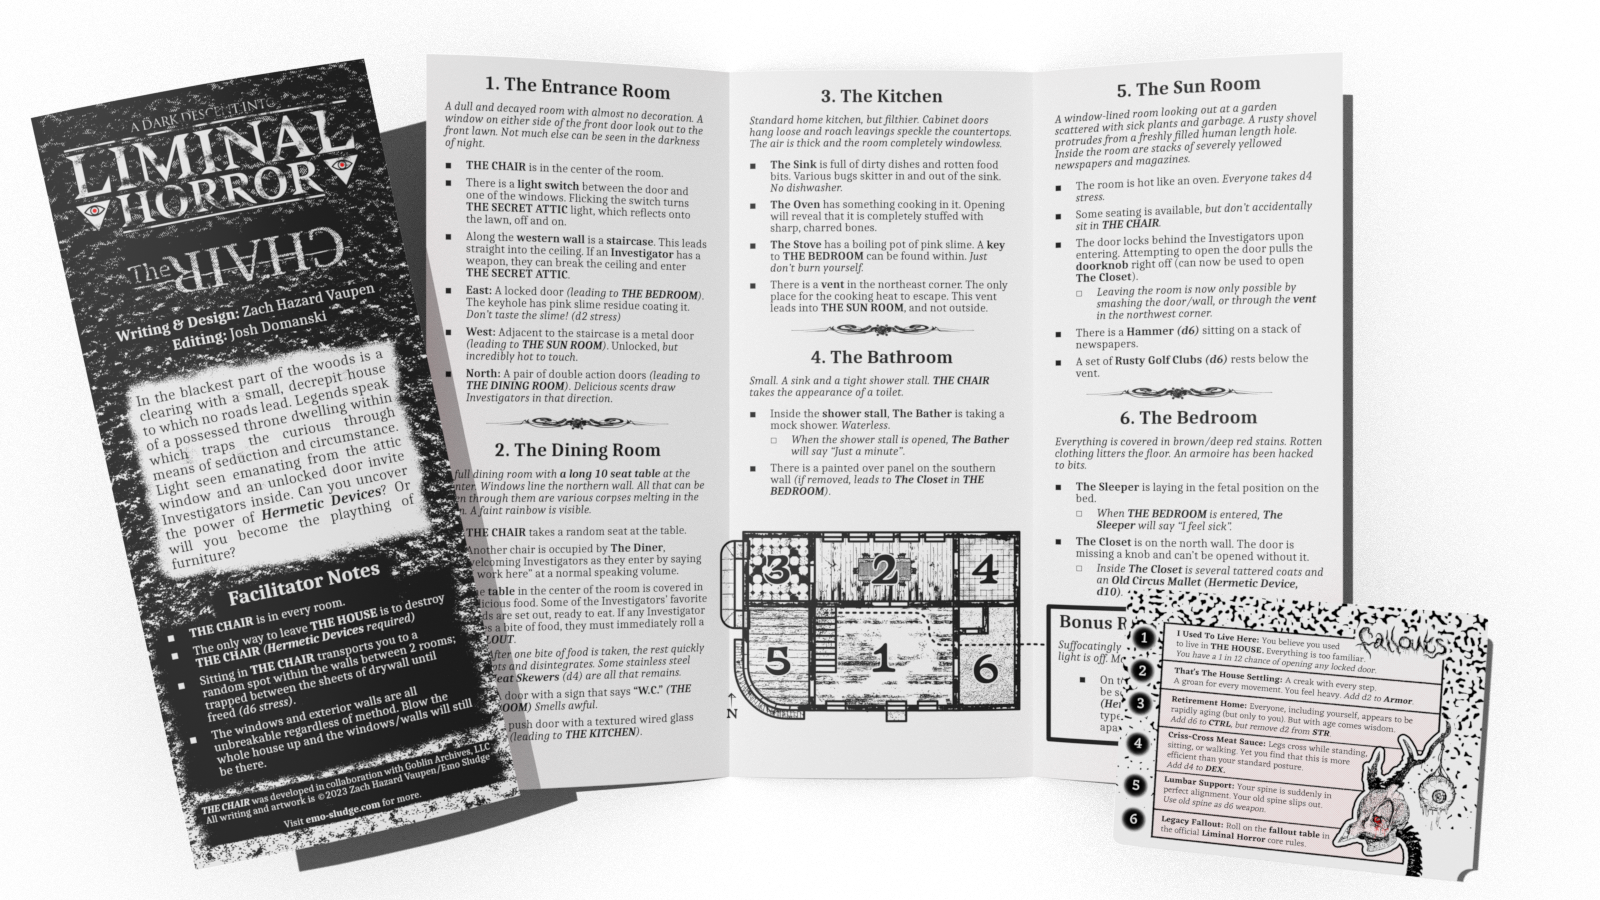 A DARK DESCENT INTO
LIMINAL
HORROR
The CHAIR
Writing & Design: Zach Hazard Vaupen
Editing: Josh Domanski
In the blackest part of the woods is a
clearing with a small, decrepit house
to which no roads lead. Legends speak
of a possessed throne dwelling within
which traps the curious through
means of seduction and circumstance.
Light seen emanating from the attic
window and an unlocked door invite
Investigators inside. Can you uncover
the power of Hermetic Devices? Or
will you become the plaything of
furniture?
Facilitator Notes
■ THE CHAIR is in every room.
■ The only way to leave THE HOUSE is to destroy
THE CHAIR (Hermetic Devices required)
■ Sitting in THE CHAIR transports you to a
random spot within the walls between 2 rooms;
trapped between the sheets of drywall until
freed (d6 stress).
■ The windows and exterior walls are all
unbreakable regardless of method. Blow the
whole house up and the windows/walls will still
be there.
THE CHAIR was developed in collaboration with Goblin Archives, LLC
All writing and artwork is ©2023 Zach Hazard Vaupen/Emo Sludge
Visit emo-sludge.com for more.
1. The Entrance Room
A dull and decayed room with almost no decoration. A
window on either side of the front door look out to the
front lawn. Not much else can be seen in the darkness
of night.
■ THE CHAIR is in the center of the room.
■ There is a light switch between the door and
one of the windows. Flicking the switch turns
THE SECRET ATTIC light, which reflects onto
the lawn, off and on.
■ Along the western wall is a staircase. This leads
straight into the ceiling. If an Investigator has a
weapon, they can break the ceiling and enter
THE SECRET ATTIC.
■ East: A locked door (leading to THE BEDROOM).
The keyhole has pink slime residue coating it.
Don't taste the slime! (d2 stress)
■ West: Adjacent to the staircase is a metal door
(leading to THE SUN ROOM). Unlocked, but
incredibly hot to touch.
■ North: A pair of double action doors (leading to
THE DINING ROOM). Delicious scents draw
Investigators in that direction.
2. The Dining Room
full dining room with a long 10 seat table at the
Windows line the northern wall. All that can be
through them are various corpses melting in the
A faint rainbow is visible.
THE CHAIR takes a random seat at the table.
Another chair is occupied by The Diner,
welcoming Investigators as they enter by saying
work here" at a normal speaking volume.
table in the center of the room is covered in
food. Some of the Investigators' favorite
are set out, ready to eat. If any Investigator
a bite of food, they must immediately roll a
After one bite of food is taken, the rest quickly
and disintegrates. Some stainless steel
Skewers (d4) are all that remains.
door with a sign that says "W.C." (THE
Smells awful.
push door with a textured wired glass
(leading to THE KITCHEN).
3. The Kitchen
Standard home kitchen, but filthier. Cabinet doors
hang loose and roach leavings speckle the countertops.
The air is thick and the room completely windowless.
■ The Sink is full of dirty dishes and rotten food
bits. Various bugs skitter in and out of the sink.
No dishwasher.
■ The Oven has something cooking in it. Opening
will reveal that it is completely stuffed with
sharp, charred bones.
■ The Stove has a boiling pot of pink slime. A key
to THE BEDROOM can be found within. Just
don't burn yourself.
■ There is a vent in the northeast corner. The only
place for the cooking heat to escape. This vent
leads into THE SUN ROOM, and not outside.
4. The Bathroom
Small. A sink and a tight shower stall. THE CHAIR
takes the appearance of a toilet.
■ Inside the shower stall, The Bather is taking a
mock shower. Waterless.
□ When the shower stall is opened, The Bather
will say "Just a minute".
■ There is a painted over panel on the southern
wall (if removed, leads to The Closet in THE
BEDROOM).
3
2
4
5
1
6
N
5. The Sun Room
A window-lined room looking out at a garden
scattered with sick plants and garbage. A rusty shovel
protrudes from a freshly filled human length hole.
Inside the room are stacks of severely yellowed
newspapers and magazines.
■ The room is hot like an oven. Everyone takes d4
stress.
■ Some seating is available, but don't accidentally
sit in THE CHAIR.
■ The door locks behind the Investigators upon
entering. Attempting to open the door pulls the
doorknob right off (can now be used to open
The Closet).
□ Leaving the room is now only possible by
smashing the door/wall, or through the vent
in the northwest corner.
■ There is a Hammer (d6) sitting on a stack of
newspapers.
■ A set of Rusty Golf Clubs (d6) rests below the
vent.
6. The Bedroom
Everything is covered in brown/deep red stains. Rotten
clothing litters the floor. An armoire has been hacked
to bits.
■ The Sleeper is laying in the fetal position on the
bed.
□ When THE BEDROOM is entered, The
Sleeper will say "I feel sick".
■ The Closet is on the north wall. The door is
missing a knob and can't be opened without it.
□ Inside The Closet is several tattered coats and
an Old Circus Mallet (Hermetic Device,
d10).
Bonus
Suffocatingly
light is off.
■ On
be
type
Fallouts
1 I Used To Live Here: You believe you used
to live in THE HOUSE. Everything is too familiar.
You have a 1 in 12 chance of opening any locked door.
2 That's The House Settling: A creak with every step.
A groan for every movement. You feel heavy. Add d2 to Armor.
3 Retirement Home: Everyone, including yourself, appears to be
rapidly aging (but only to you). But with age comes wisdom.
Add d6 to CTRL, but remove d2 from STR.
4 Criss-Cross Meat Sauce: Legs cross while standing,
sitting, or walking. Yet you find that this is more
efficient than your standard posture.
Add d4 to DEX.
5 Lumbar Support: Your spine is suddenly in
perfect alignment. Your old spine slips out.
Use old spine as d6 weapon.
6 Legacy Fallout: Roll on the fallout table in
the official Liminal Horror core rules.